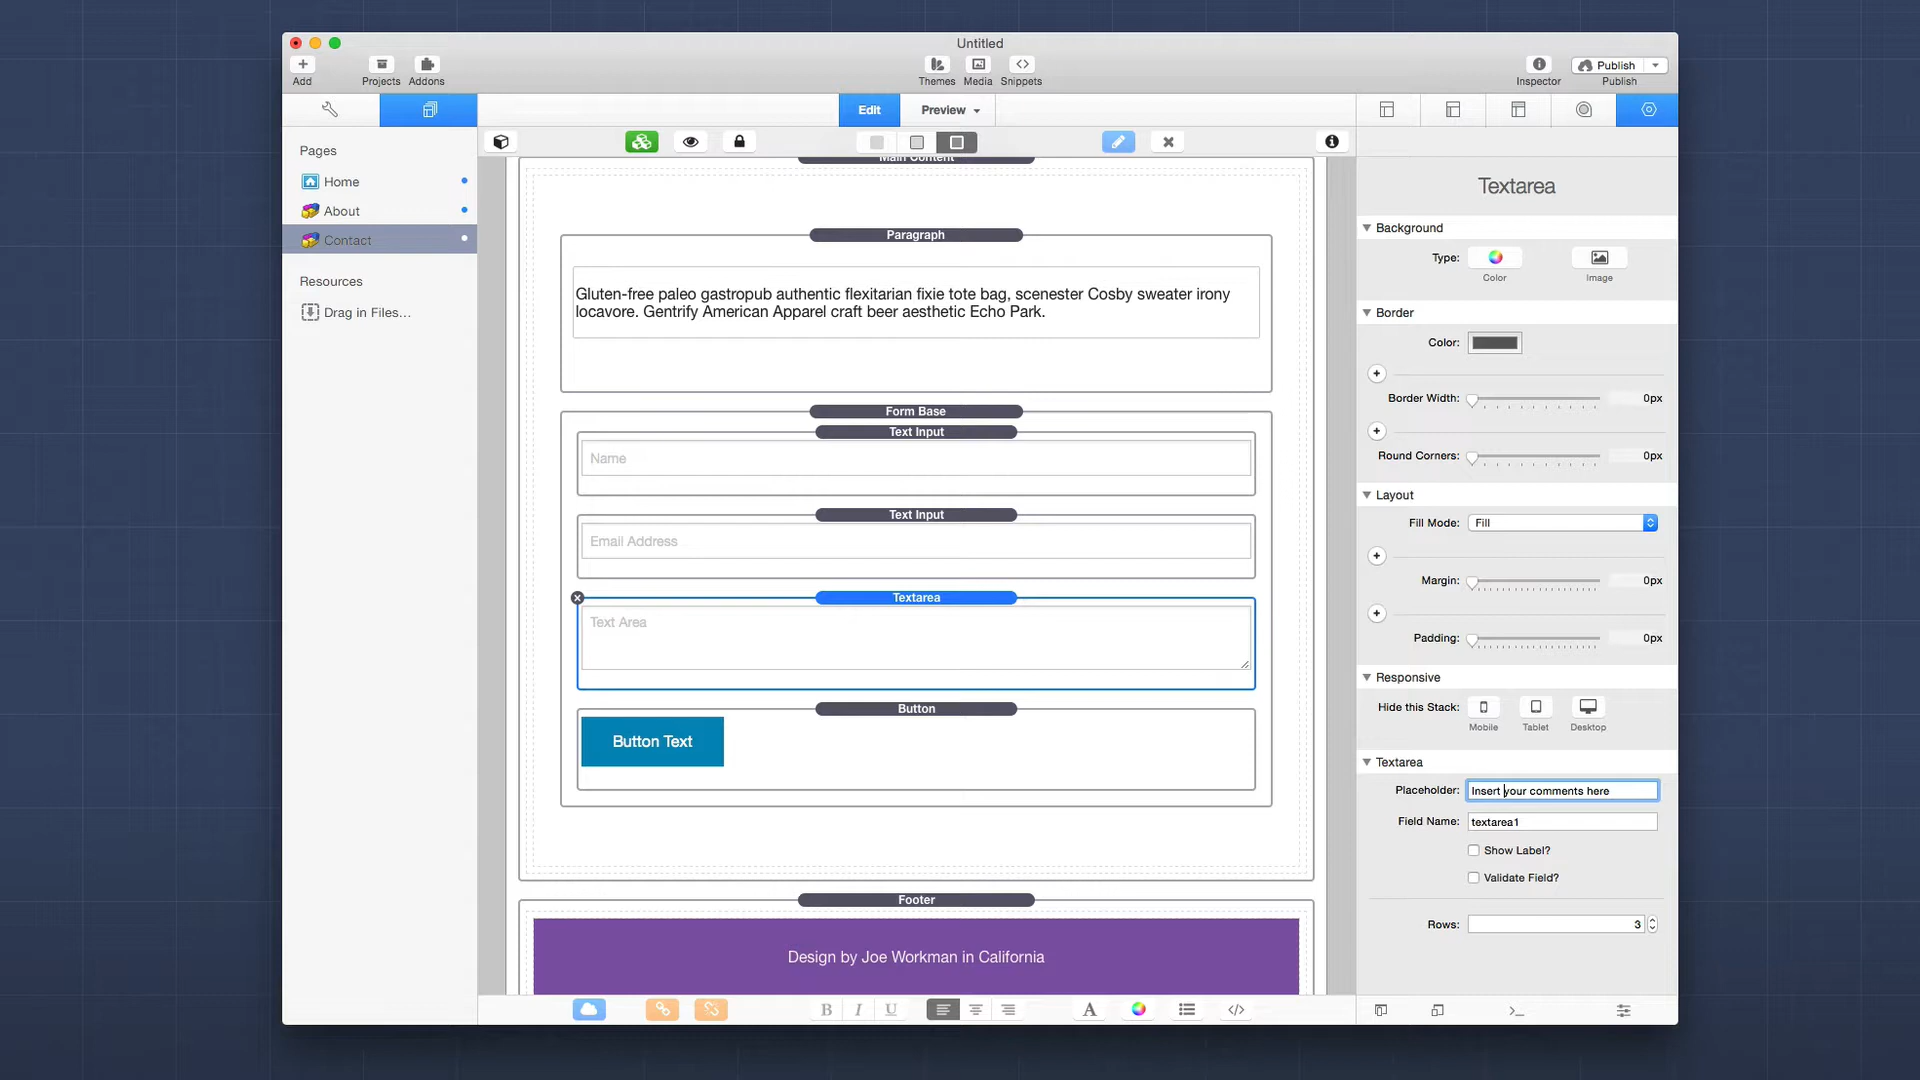 Untitled
Add
Projects
Addons
Themes
Media
Snippets
Inspector
Publish
Publish
Edit
Preview
Pages
Home
About
Contact
Resources
Drag in Files...
Main Content
Paragraph
Gluten-free paleo gastropub authentic flexitarian fixie tote bag, scenester Cosby sweater irony
locavore. Gentrify American Apparel craft beer aesthetic Echo Park.
Form Base
Text Input
Name
Text Input
Email Address
Textarea
Text Area
Button
Button Text
Footer
Design by Joe Workman in California
B I U
A
Textarea
Background
Type:
Color
Image
Border
Color:
Border Width: 0px
Round Corners: 0px
Layout
Fill Mode: Fill
Margin: 0px
Padding: 0px
Responsive
Hide this Stack:
Mobile
Tablet
Desktop
Textarea
Placeholder: Insert your comments here
Field Name: textarea1
Show Label?
Validate Field?
Rows: 3